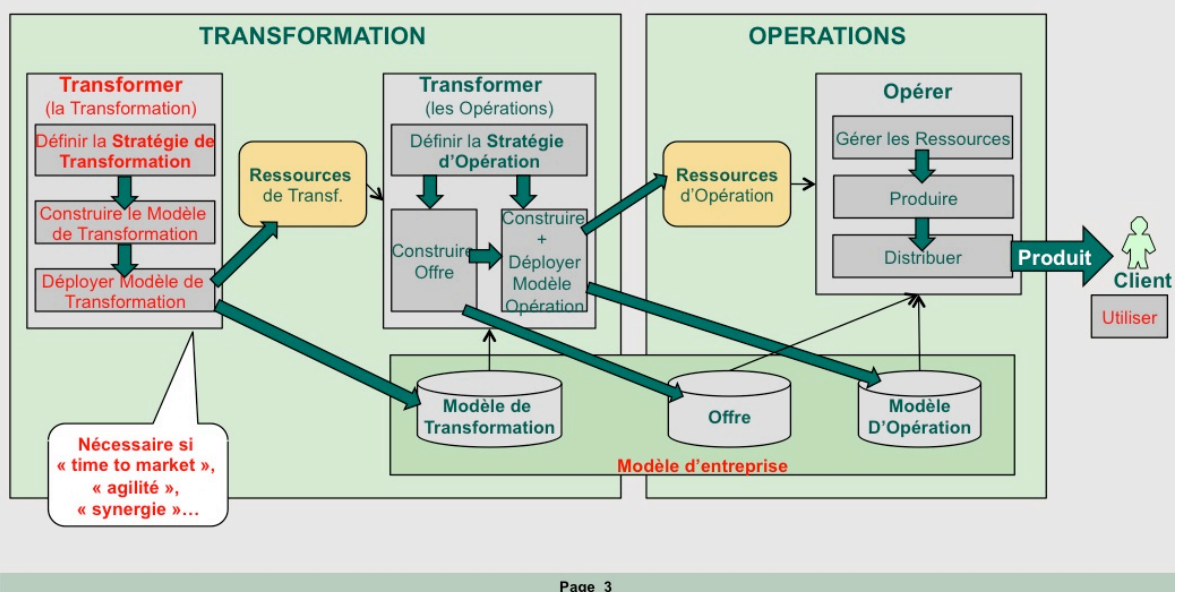 TRANSFORMATION
OPERATIONS
Transformer
(la Transformation)
Définir la Stratégie de
Transformation
Construire le Modèle
de Transformation
Déployer Modèle de
Transformation
Ressources
de Transf.
Transformer
(les Opérations)
Définir la Stratégie
d'Opération
Construire
Offre
Construire
+
Déployer
Modèle
Opération
Ressources
d'Opération
Opérer
Gérer les Ressources
Produire
Distribuer
Produit
Client
Utiliser
Modèle de
Transformation
Offre
Modèle
D'Opération
Modèle d'entreprise
Nécessaire si
« time to market »,
« agilité »,
« synergie »…
Page 3